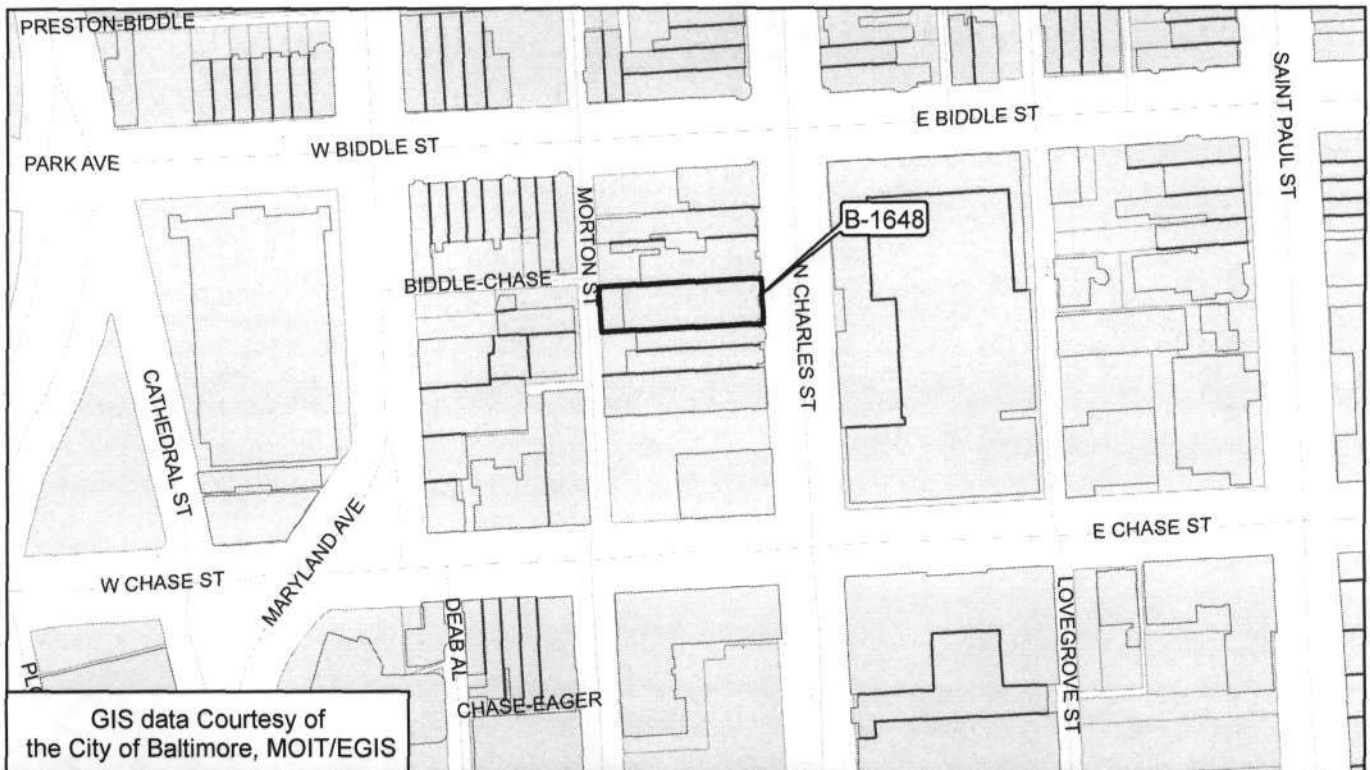 PRESTON-BIDDLE
SAINT PAUL ST
E BIDDLE ST
W BIDDLE ST
PARK AVE
MORTON ST
B-1648
BIDDLE-CHASE
N CHARLES ST
CATHEDRAL ST
MARYLAND AVE
E CHASE ST
W CHASE ST
DEAB AL
LOVEGROVE ST
CHASE-EAGER
GIS data Courtesy of
the City of Baltimore, MOIT/EGIS